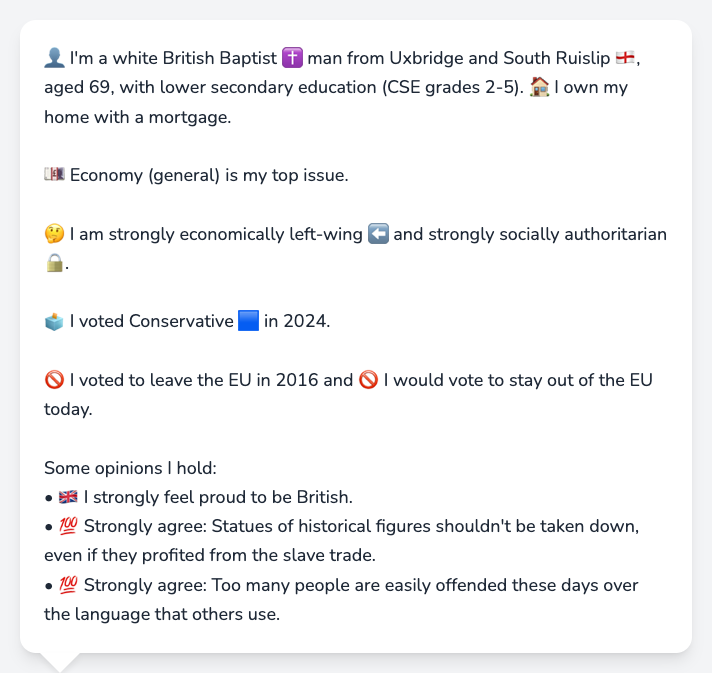 👤 I'm a white British Baptist ✝️ man from Uxbridge and South Ruislip 🏴󠁧󠁢󠁥󠁮󠁧󠁿,
aged 69, with lower secondary education (CSE grades 2-5). 🏠 I own my
home with a mortgage.
💷 Economy (general) is my top issue.
🤔 I am strongly economically left-wing ⬅️ and strongly socially authoritarian
🔒.
🗳️ I voted Conservative 🟦 in 2024.
🚫 I voted to leave the EU in 2016 and 🚫 I would vote to stay out of the EU
today.
Some opinions I hold:
• 🇬🇧 I strongly feel proud to be British.
• 💯 Strongly agree: Statues of historical figures shouldn't be taken down,
even if they profited from the slave trade.
• 💯 Strongly agree: Too many people are easily offended these days over
the language that others use.